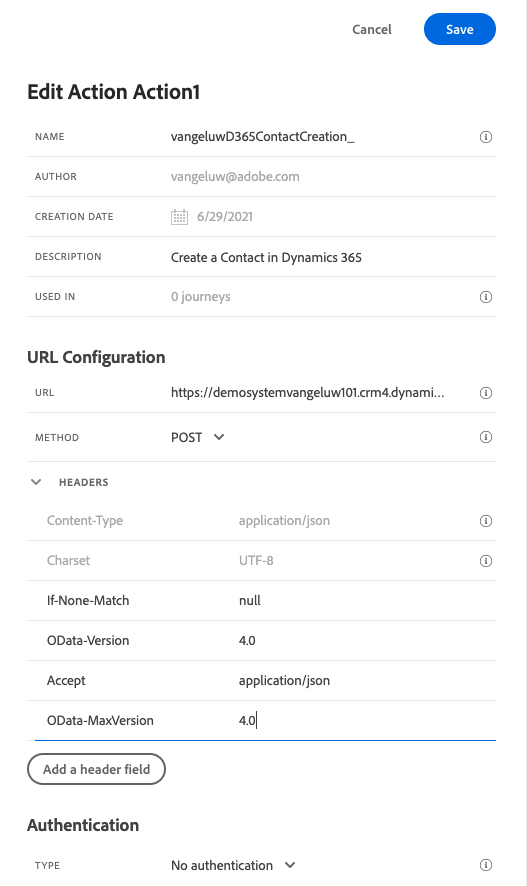 Cancel Save
Edit Action Action1
NAME vangeluwD365ContactCreation_
AUTHOR vangeluw@adobe.com
CREATION DATE 6/29/2021
DESCRIPTION Create a Contact in Dynamics 365
USED IN 0 journeys
URL Configuration
URL https://demosystemvangeluw101.crm4.dynami...
METHOD POST
HEADERS
Content-Type application/json
Charset UTF-8
If-None-Match null
OData-Version 4.0
Accept application/json
OData-MaxVersion 4.0
Add a header field
Authentication
TYPE No authentication